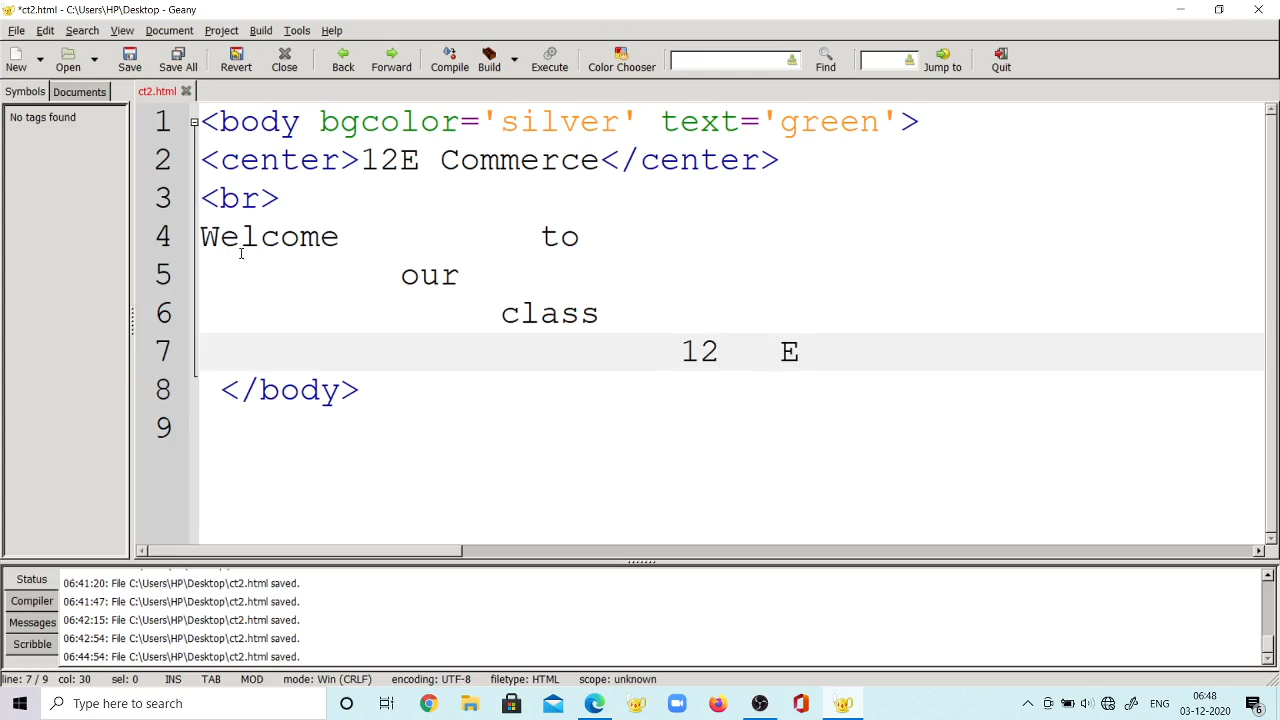 *ct2.html - C:\Users\HP\Desktop - Geany
File Edit Search View Document Project Build Tools Help
New Open Save Save All Revert Close Back Forward Compile Build Execute Color Chooser Find Jump to Quit
Symbols Documents ct2.html
No tags found
1 <body bgcolor='silver' text='green'>
2 <center>12E Commerce</center>
3 <br>
4 Welcome to
5 our
6 class
7 12 E
8 </body>
9
Status
Compiler
Messages
Scribble
06:41:20: File C:\Users\HP\Desktop\ct2.html saved.
06:41:47: File C:\Users\HP\Desktop\ct2.html saved.
06:42:15: File C:\Users\HP\Desktop\ct2.html saved.
06:42:54: File C:\Users\HP\Desktop\ct2.html saved.
06:44:54: File C:\Users\HP\Desktop\ct2.html saved.
line: 7 / 9 col: 30 sel: 0 INS TAB MOD mode: Win (CRLF) encoding: UTF-8 filetype: HTML scope: unknown
Type here to search
ENG
06:48
03-12-2020
6